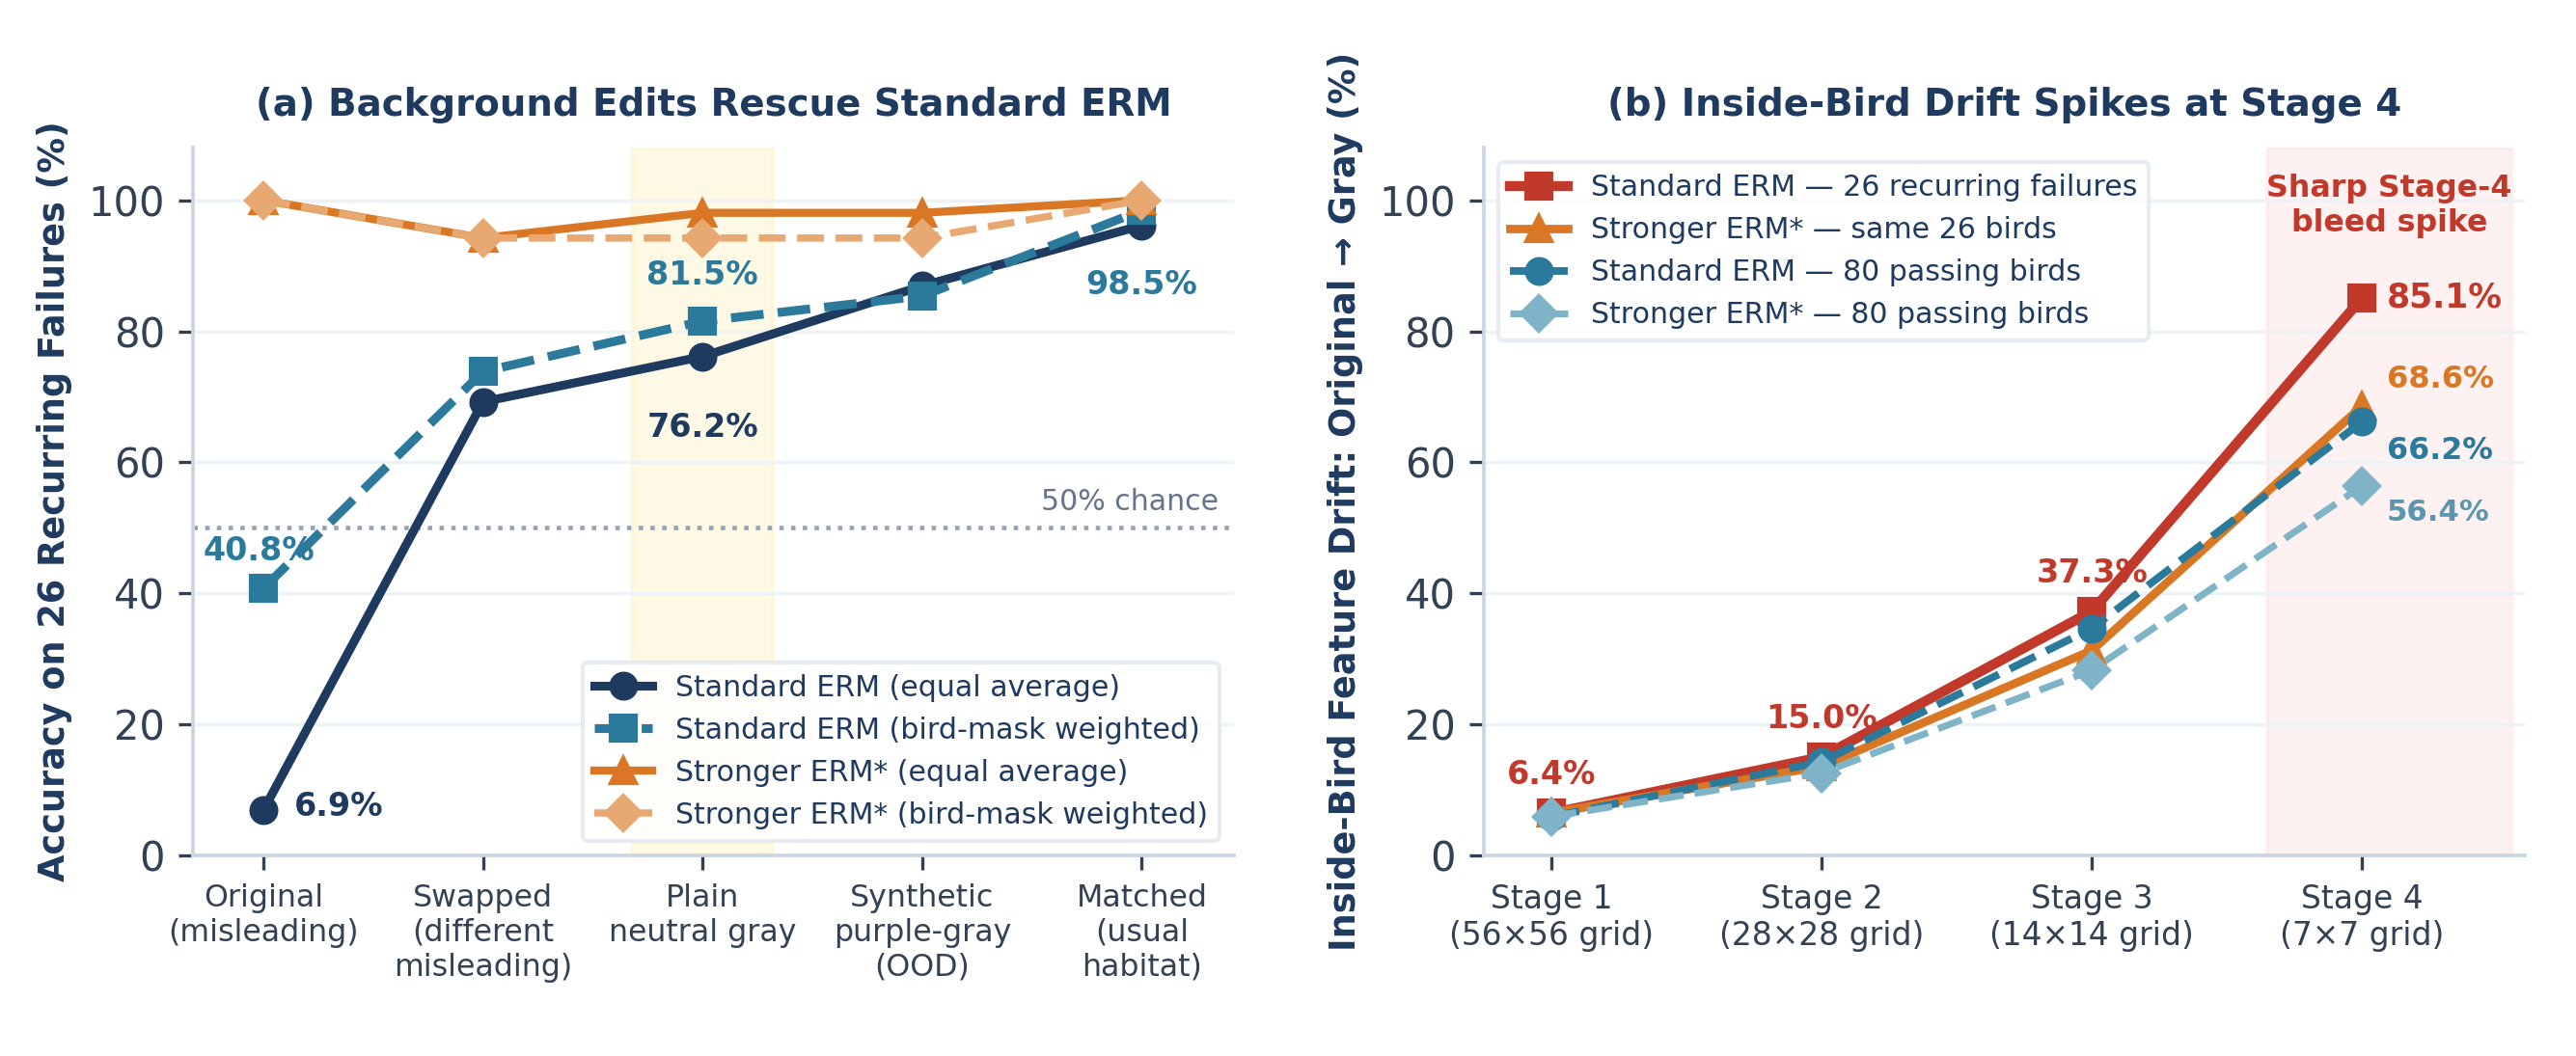 (a) Background Edits Rescue Standard ERM
Accuracy on 26 Recurring Failures (%)
100
80
60
40
20
0
81.5%
98.5%
76.2%
50% chance
40.8%
6.9%
Standard ERM (equal average)
Standard ERM (bird-mask weighted)
Stronger ERM* (equal average)
Stronger ERM* (bird-mask weighted)
Original
(misleading)
Swapped
(different
misleading)
Plain
neutral gray
Synthetic
purple-gray
(OOD)
Matched
(usual
habitat)
(b) Inside-Bird Drift Spikes at Stage 4
Inside-Bird Feature Drift: Original → Gray (%)
100
80
60
40
20
0
Standard ERM — 26 recurring failures
Stronger ERM* — same 26 birds
Standard ERM — 80 passing birds
Stronger ERM* — 80 passing birds
Sharp Stage-4
bleed spike
85.1%
68.6%
66.2%
56.4%
37.3%
15.0%
6.4%
Stage 1
(56×56 grid)
Stage 2
(28×28 grid)
Stage 3
(14×14 grid)
Stage 4
(7×7 grid)